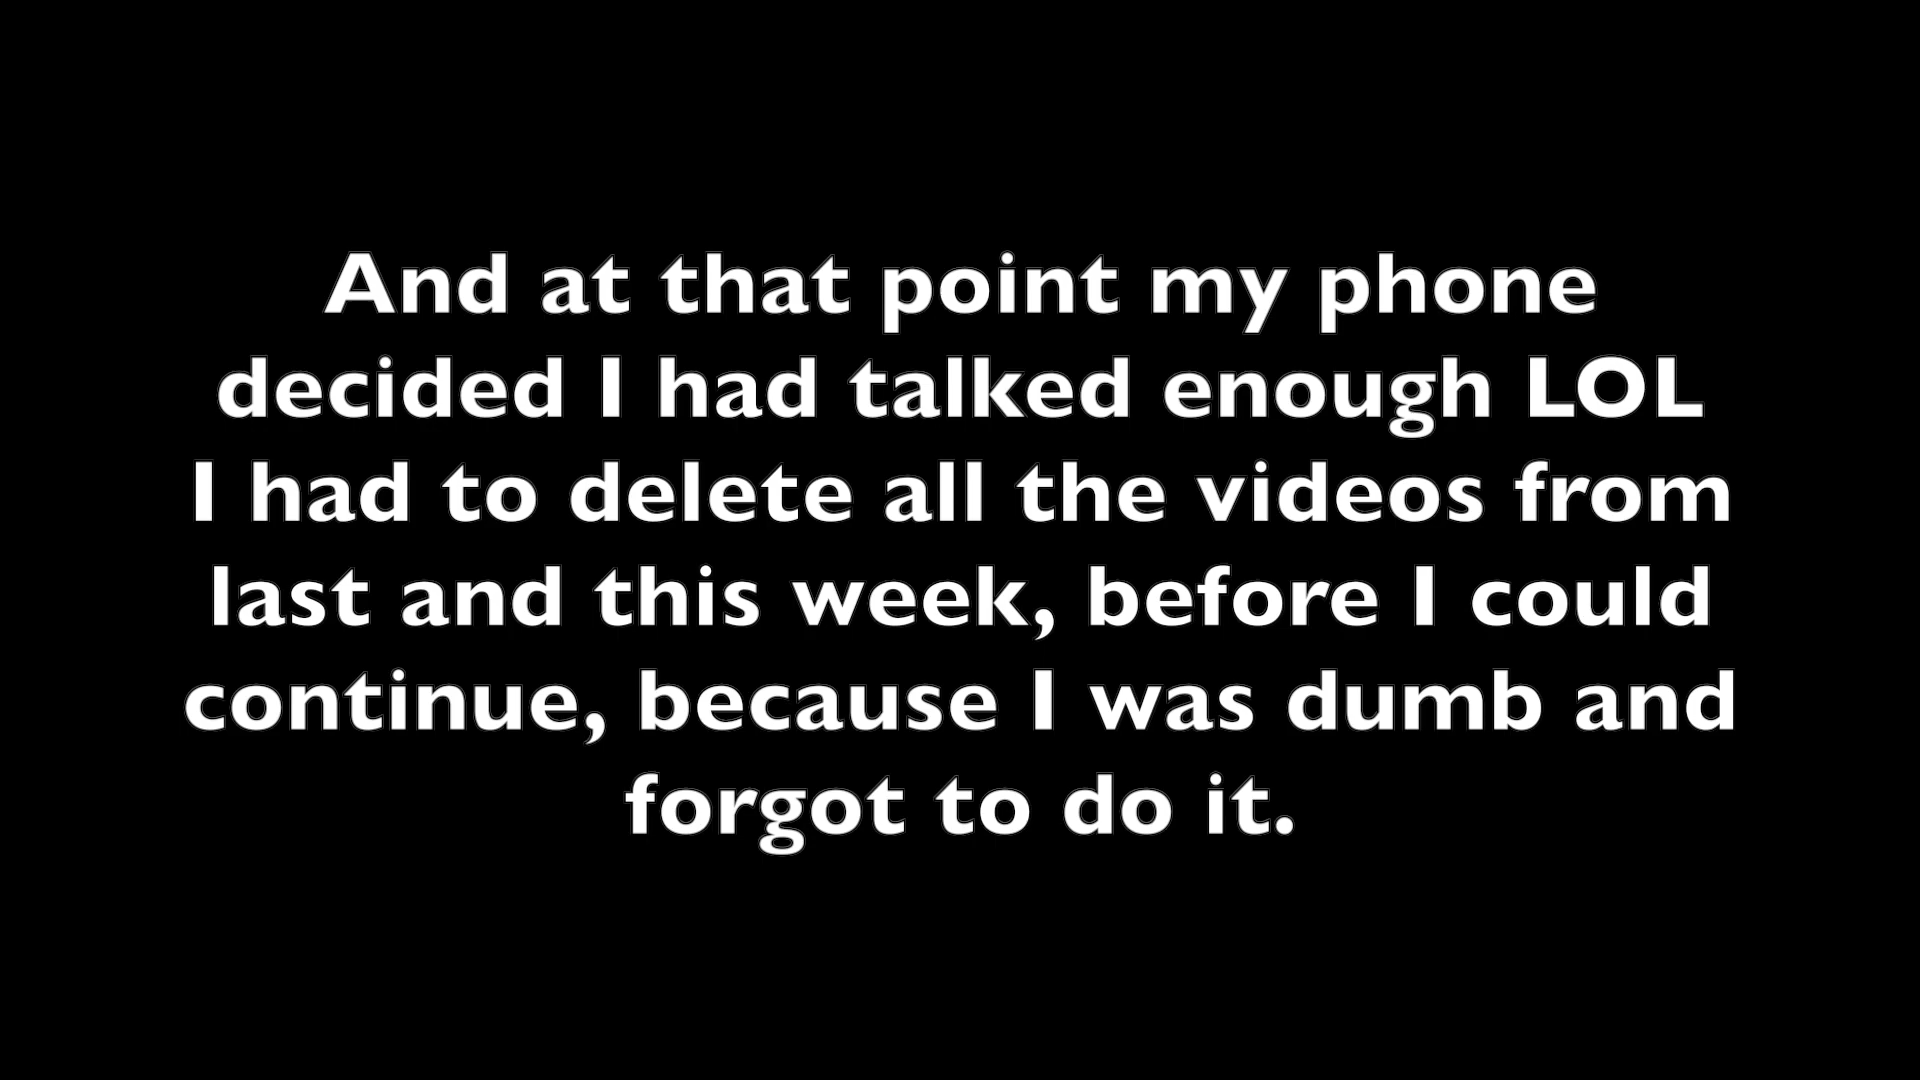 And at that point my phone
decided I had talked enough LOL
I had to delete all the videos from
last and this week, before I could
continue, because I was dumb and
forgot to do it.